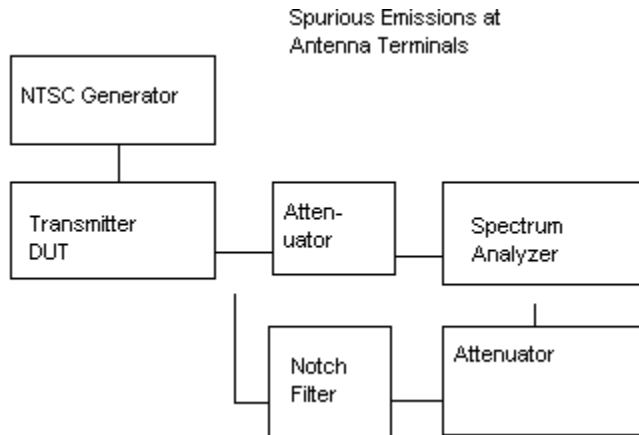 Spurious Emissions at
Antenna Terminals
NTSC Generator
Transmitter
DUT
Atten-
uator
Spectrum
Analyzer
Notch
Filter
Attenuator